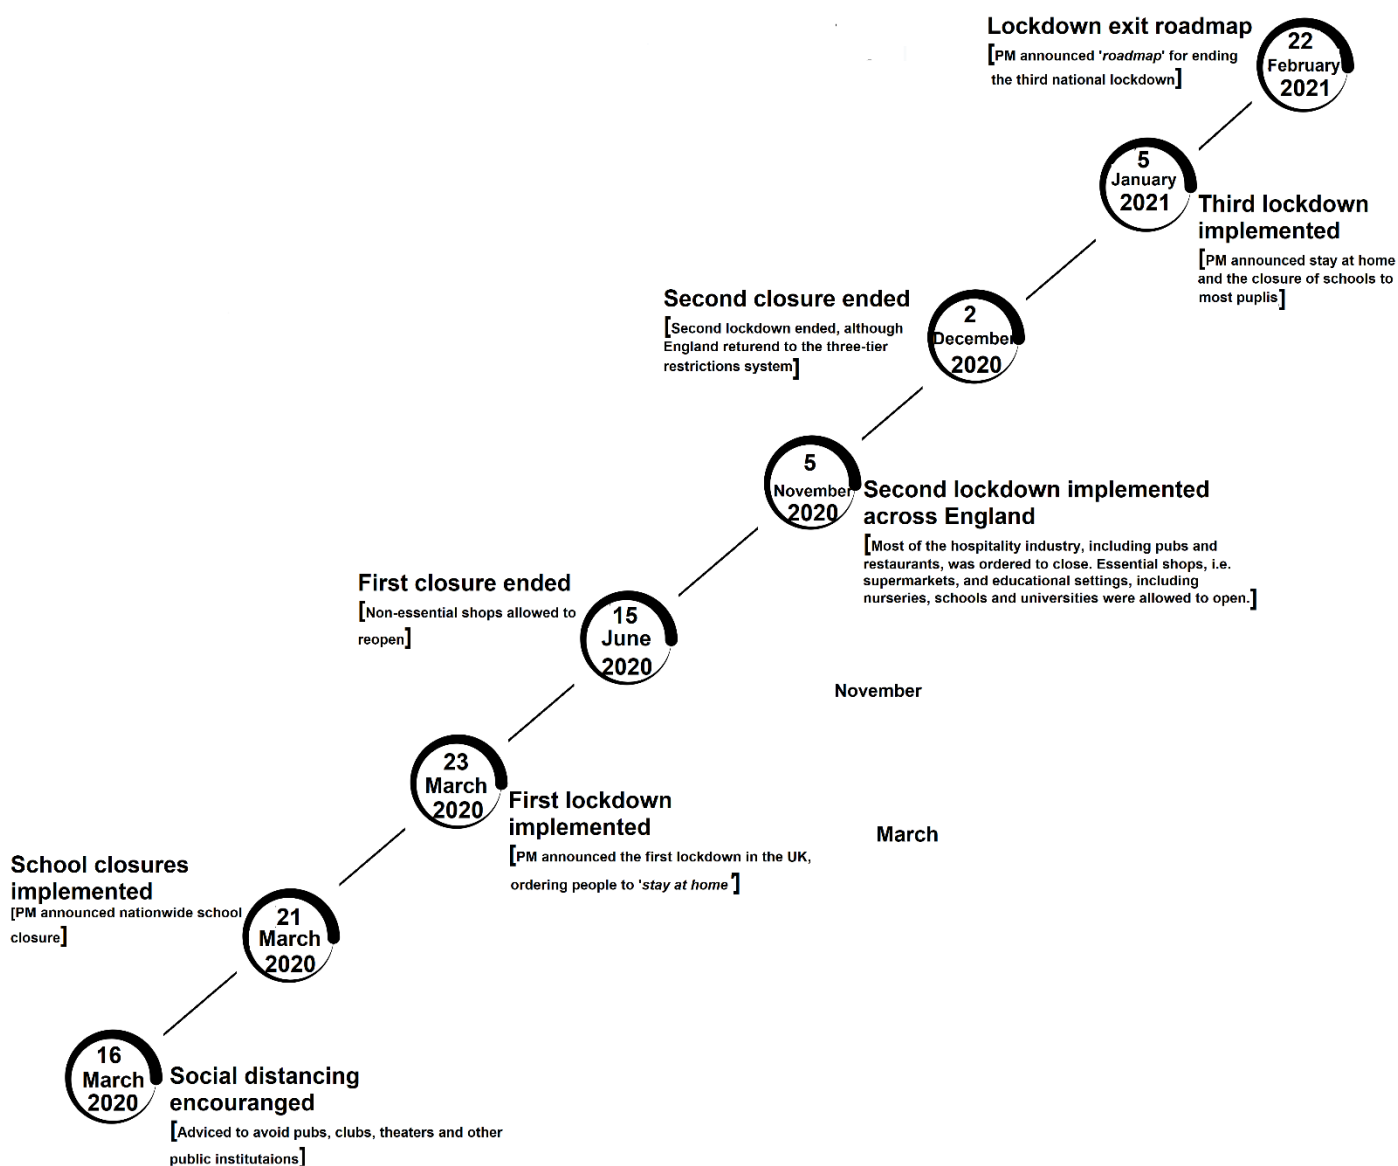 Lockdown exit roadmap
[PM announced 'roadmap' for ending
the third national lockdown]
22
February
2021
5
January
2021
Third lockdown
implemented
[PM announced stay at home
and the closure of schools to
most puplis]
Second closure ended
[Second lockdown ended, although
England returend to the three-tier
restrictions system]
2
December
2020
5
November
2020
Second lockdown implemented
across England
[Most of the hospitality industry, including pubs and
restaurants, was ordered to close. Essential shops, i.e.
supermarkets, and educational settings, including
nurseries, schools and universities were allowed to open.]
First closure ended
[Non-essential shops allowed to
reopen]
15
June
2020
November
23
March
2020
First lockdown
implemented
[PM announced the first lockdown in the UK,
ordering people to 'stay at home ']
March
School closures
implemented
[PM announced nationwide school
closure]
21
March
2020
16
March
2020
Social distancing
encouranged
[Adviced to avoid pubs, clubs, theaters and other
public institutaions]